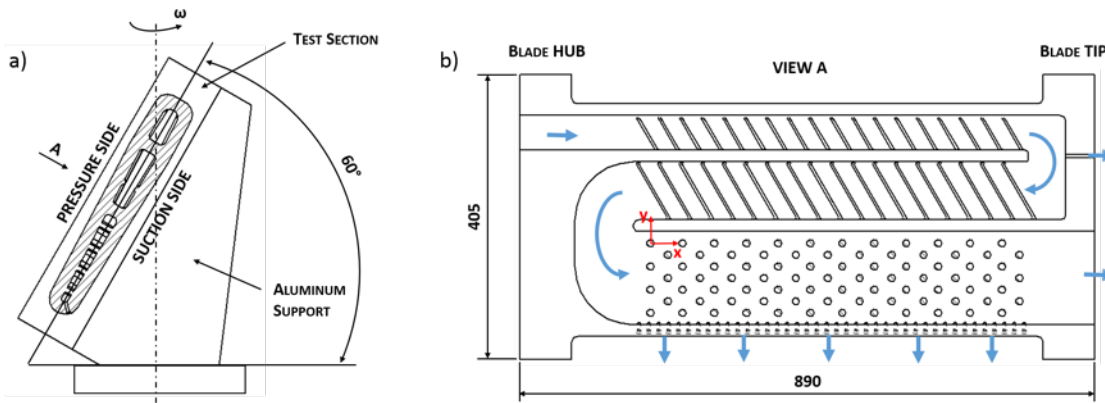 a)
ω
TEST SECTION
PRESSURE SIDE
A
SUCTION SIDE
60°
ALUMINUM
SUPPORT
b)
BLADE HUB
VIEW A
BLADE TIP
405
y
x
890